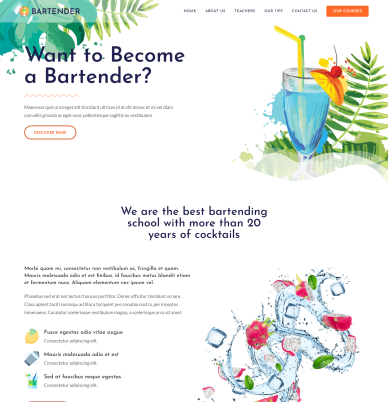 BARTENDER
HOME ABOUT US TEACHERS OUR TIPS CONTACT US OUR COURSES
Want to Become
a Bartender?
Maecenas quis urna eget elit tincidunt ultrices id at elit donec et mi vel diam
convallis gravida at eget nunc pellentesque sagittis ex vestibulum
DISCOVER NOW
We are the best bartending
school with more than 20
years of cocktails
Morbi quam mi, consectetur non vestibulum ac, fringilla et quam.
Mauris malesuada odio et est finibus, id faucibus metus blandit etiam
et fermentum nunc. Aliquam elementum nec ipsum vel.
Phasellus sed erat nec lectus rhoncus porttitor. Donec efficitur tincidunt ornare.
Class aptent taciti sociosqu ad litora torquent per conubia nostra, per inceptos
himenaeos. Curabitur scelerisque vestibulum magna, a scelerisque arcu sit amet.
Fusce egestas odio vitae augue
Consectetur adipiscing elit.
Mauris malesuada odio et est
Consectetur adipiscing elit.
Sed at faucibus neque egestas
Consectetur adipiscing elit.